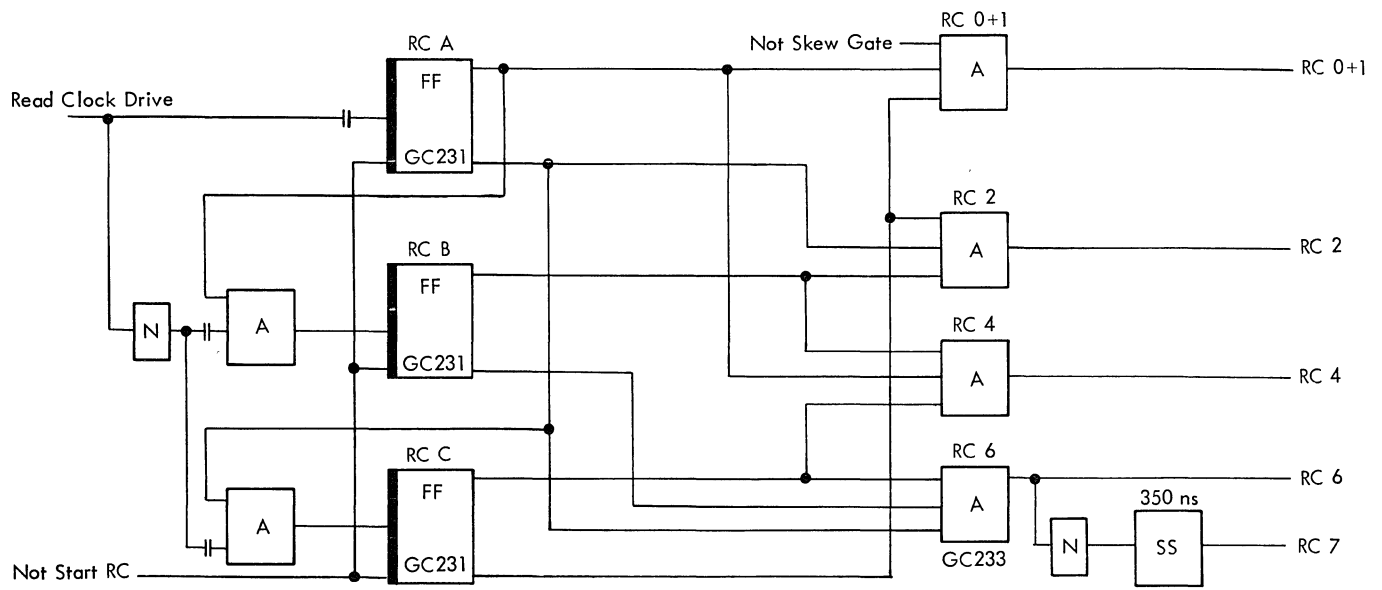 RC 0+1
Not Skew Gate
A
RC 0+1
RC A
FF
GC231
Read Clock Drive
RC 2
A
RC 2
RC B
FF
GC231
N
A
RC 4
A
RC 4
RC C
FF
GC231
A
RC 6
A
GC233
RC 6
350 ns
N
SS
RC 7
Not Start RC